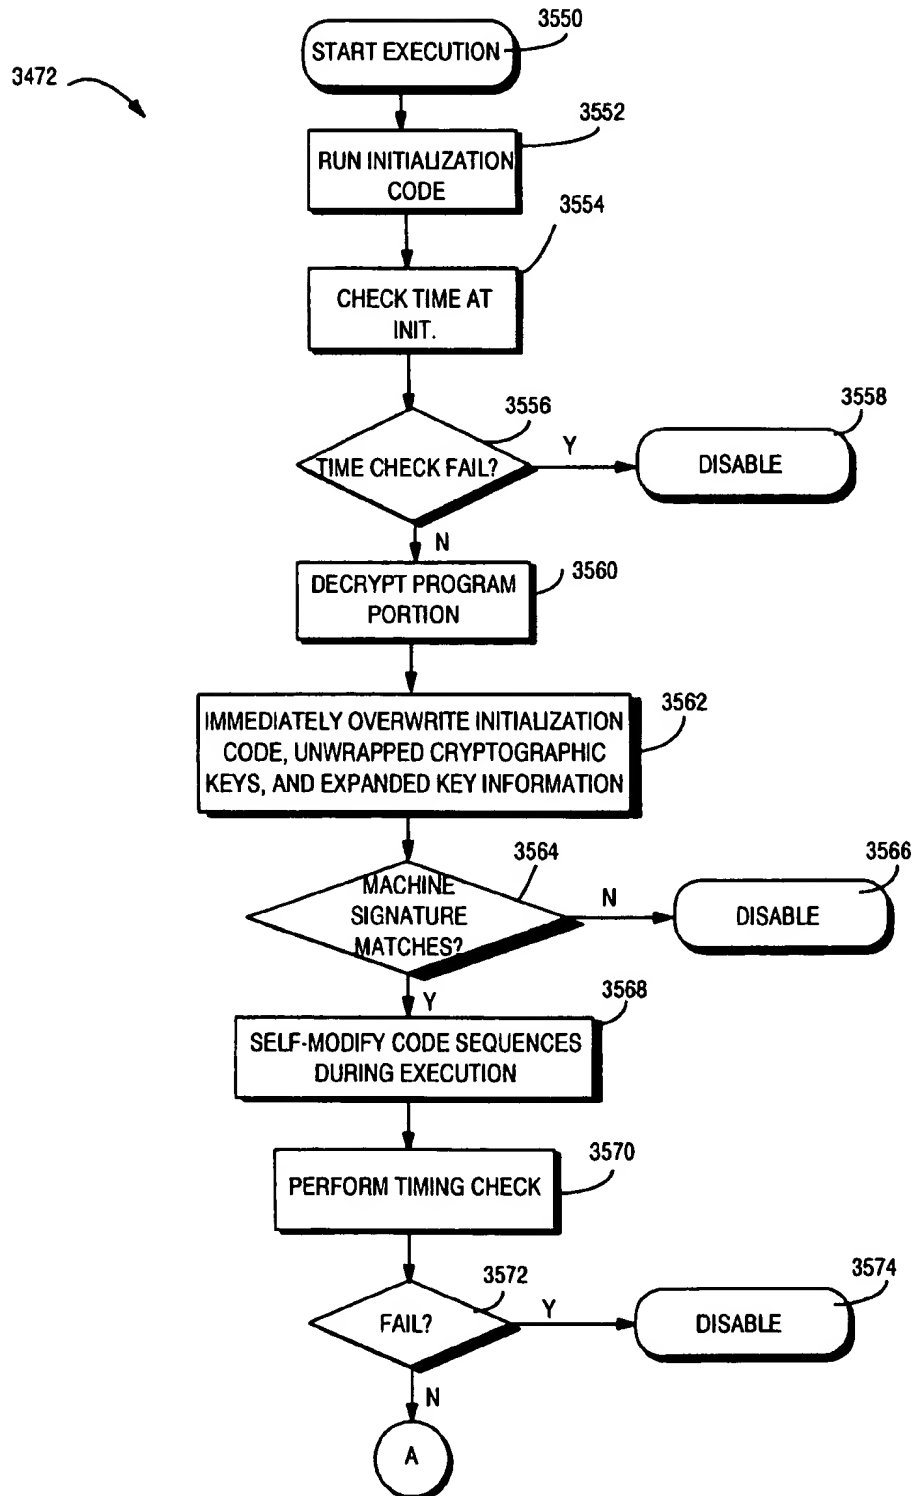 3550
START EXECUTION
3472
3552
RUN INITIALIZATION
CODE
3554
CHECK TIME AT
INIT.
3556
3558
TIME CHECK FAIL?
Y
DISABLE
N
3560
DECRYPT PROGRAM
PORTION
3562
IMMEDIATELY OVERWRITE INITIALIZATION
CODE, UNWRAPPED CRYPTOGRAPHIC
KEYS, AND EXPANDED KEY INFORMATION
3564
3566
MACHINE
SIGNATURE
MATCHES?
N
DISABLE
Y
3568
SELF-MODIFY CODE SEQUENCES
DURING EXECUTION
3570
PERFORM TIMING CHECK
3572
3574
FAIL?
Y
DISABLE
N
A